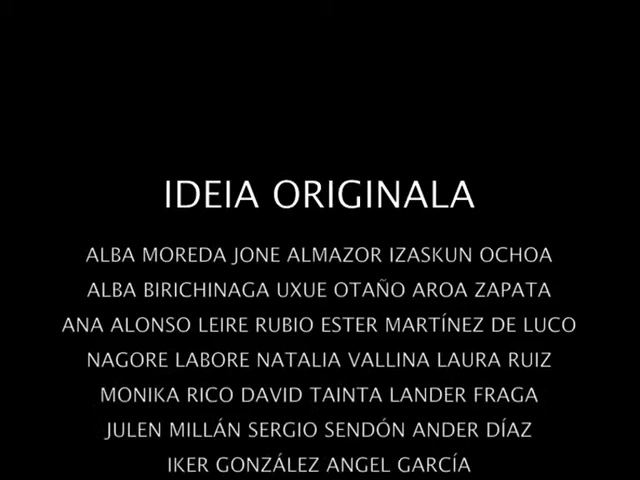 IDEIA ORIGINALA
ALBA MOREDA JONE ALMAZOR IZASKUN OCHOA
ALBA BIRICHINAGA UXUE OTAÑO AROA ZAPATA
ANA ALONSO LEIRE RUBIO ESTER MARTÍNEZ DE LUCO
NAGORE LABORE NATALIA VALLINA LAURA RUIZ
MONIKA RICO DAVID TAINTA LANDER FRAGA
JULEN MILLÁN SERGIO SENDÓN ANDER DÍAZ
IKER GONZÁLEZ ANGEL GARCÍA